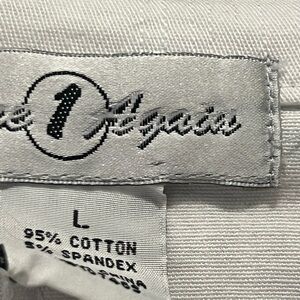 1 Again
L
95% COTTON
5% SPANDEX